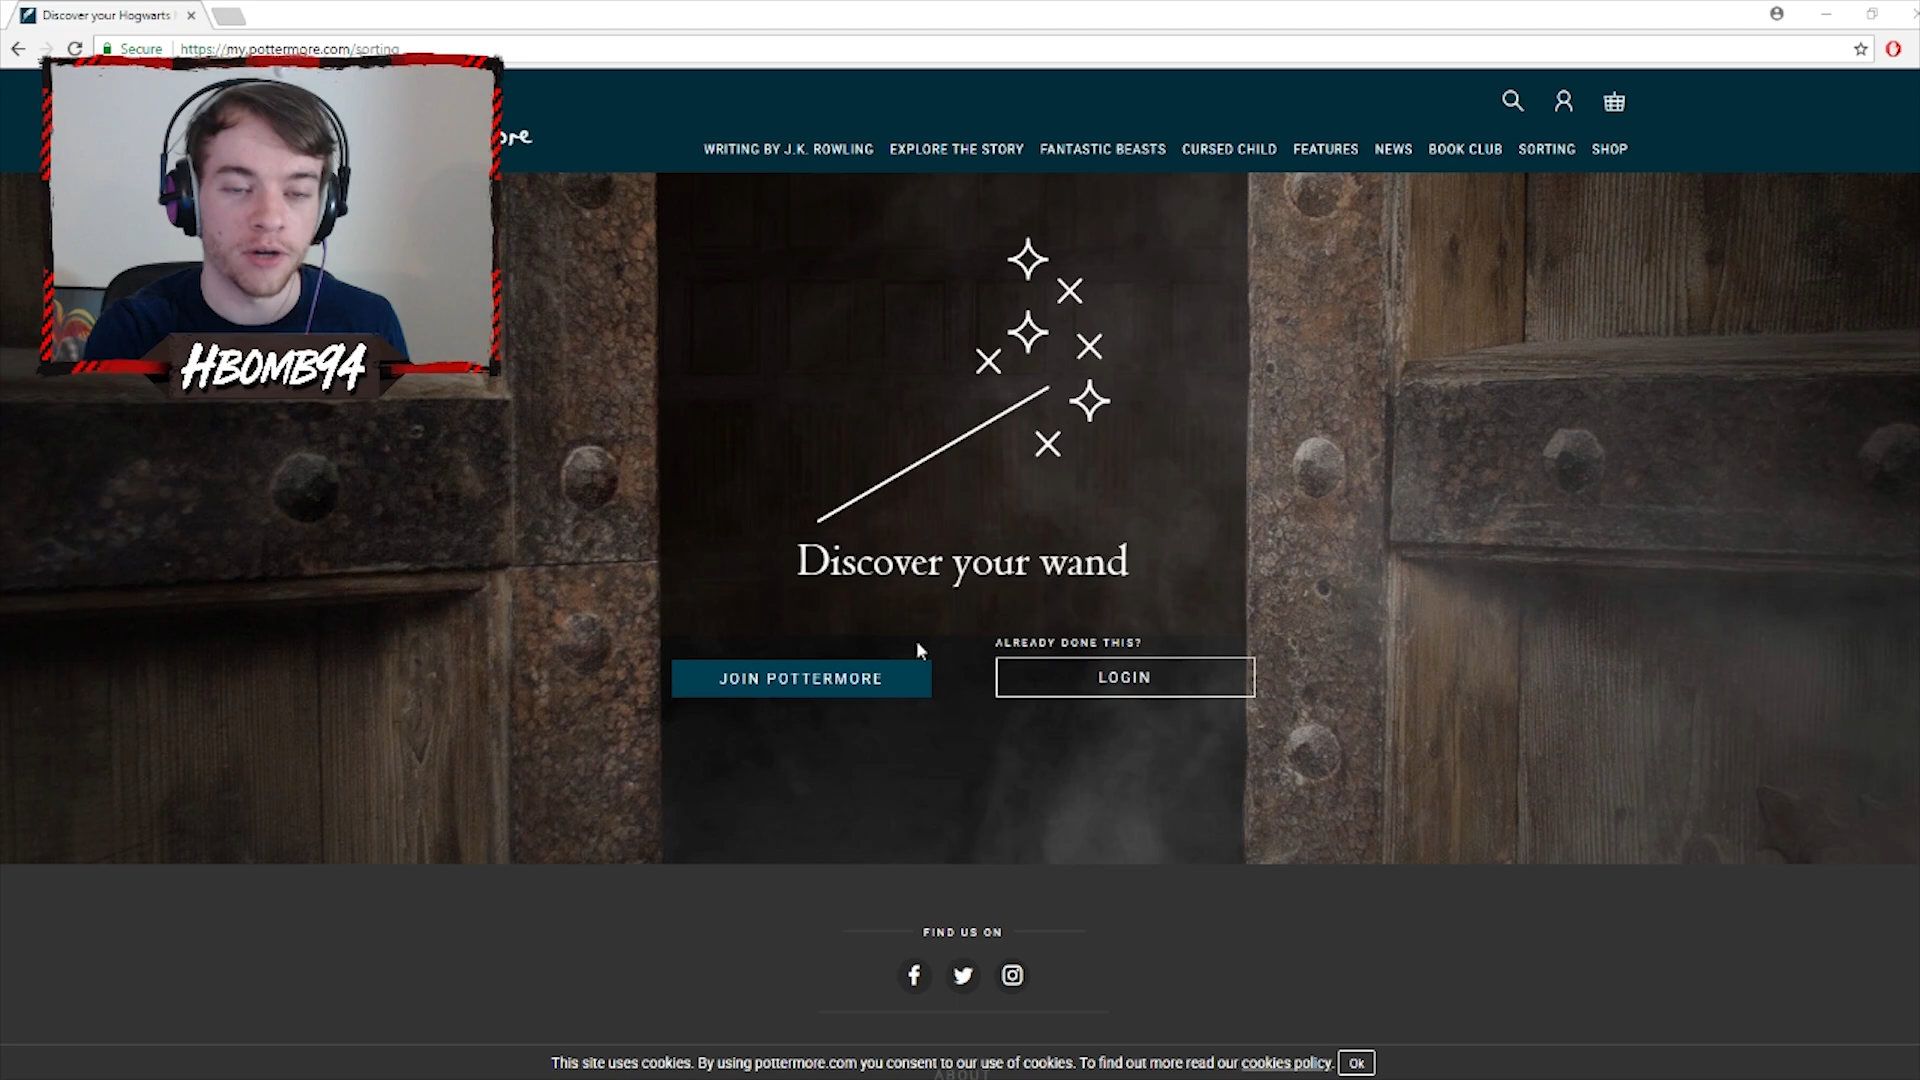 Discover your Hogwarts
Secure https://my.pottermore.com/sorting
ore
WRITING BY J.K. ROWLING EXPLORE THE STORY FANTASTIC BEASTS CURSED CHILD FEATURES NEWS BOOK CLUB SORTING SHOP
HBOMB94
Discover your wand
ALREADY DONE THIS?
JOIN POTTERMORE LOGIN
FIND US ON
This site uses cookies. By using pottermore.com you consent to our use of cookies. To find out more read our cookies policy. Ok
ABOUT